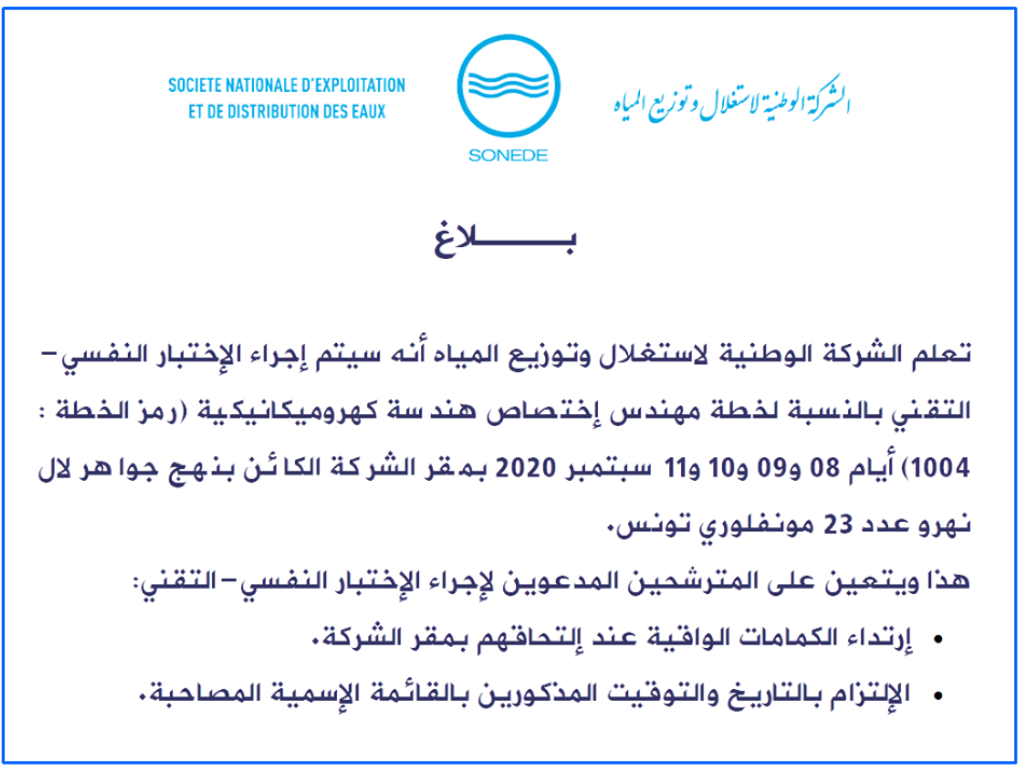 SOCIETE NATIONALE D'EXPLOITATION
ET DE DISTRIBUTION DES EAUX
SONEDE
الشركة الوطنية لاستغلال وتوزيع المياه
بـــــــلاغ
تعلم الشركة الوطنية لاستغلال وتوزيع المياه أنه سيتم إجراء الإختبار النفسي–
التقني بالنسبة لخطة مهندس إختصاص هندسة كهروميكانيكية (رمز الخطة :
1004) أيام 08 و09 و10 و11 سبتمبر 2020 بمقر الشركة الكائن بنهج جواهر لال
نهرو عدد 23 مونفلوري تونس.
هذا ويتعين على المترشحين المدعوين لإجراء الإختبار النفسي–التقني:
• إرتداء الكمامات الواقية عند إلتحاقهم بمقر الشركة.
• الإلتزام بالتاريخ والتوقيت المذكورين بالقائمة الإسمية المصاحبة.